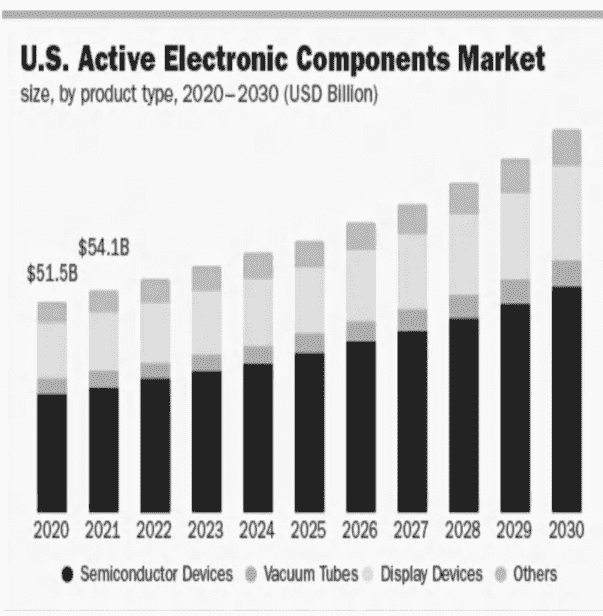 U.S. Active Electronic Components Market
size, by product type, 2020–2030 (USD Billion)
$54.1B
$51.5B
2020 2021 2022 2023 2024 2025 2026 2027 2028 2029 2030
Semiconductor Devices Vacuum Tubes Display Devices Others